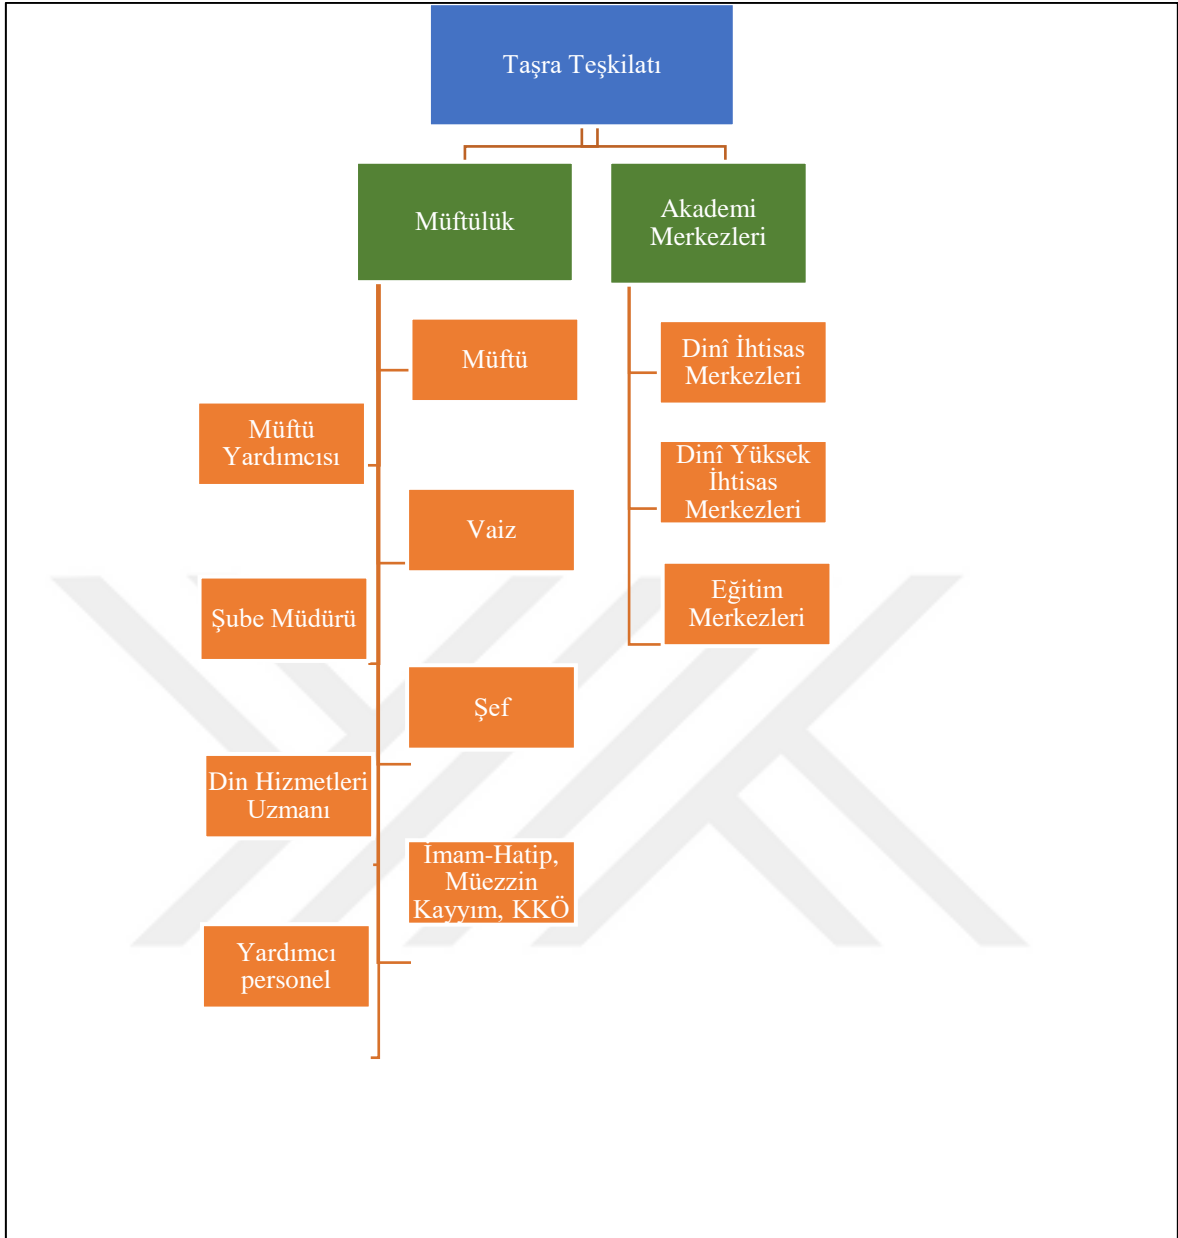 Taşra Teşkilatı
Müftülük
Akademi
Merkezleri
Müftü
Dinî İhtisas
Merkezleri
Müftü
Yardımcısı
Dinî Yüksek
İhtisas
Merkezleri
Vaiz
Eğitim
Merkezleri
Şube Müdürü
Şef
Din Hizmetleri
Uzmanı
İmam-Hatip,
Müezzin
Kayyım, KKÖ
Yardımcı
personel